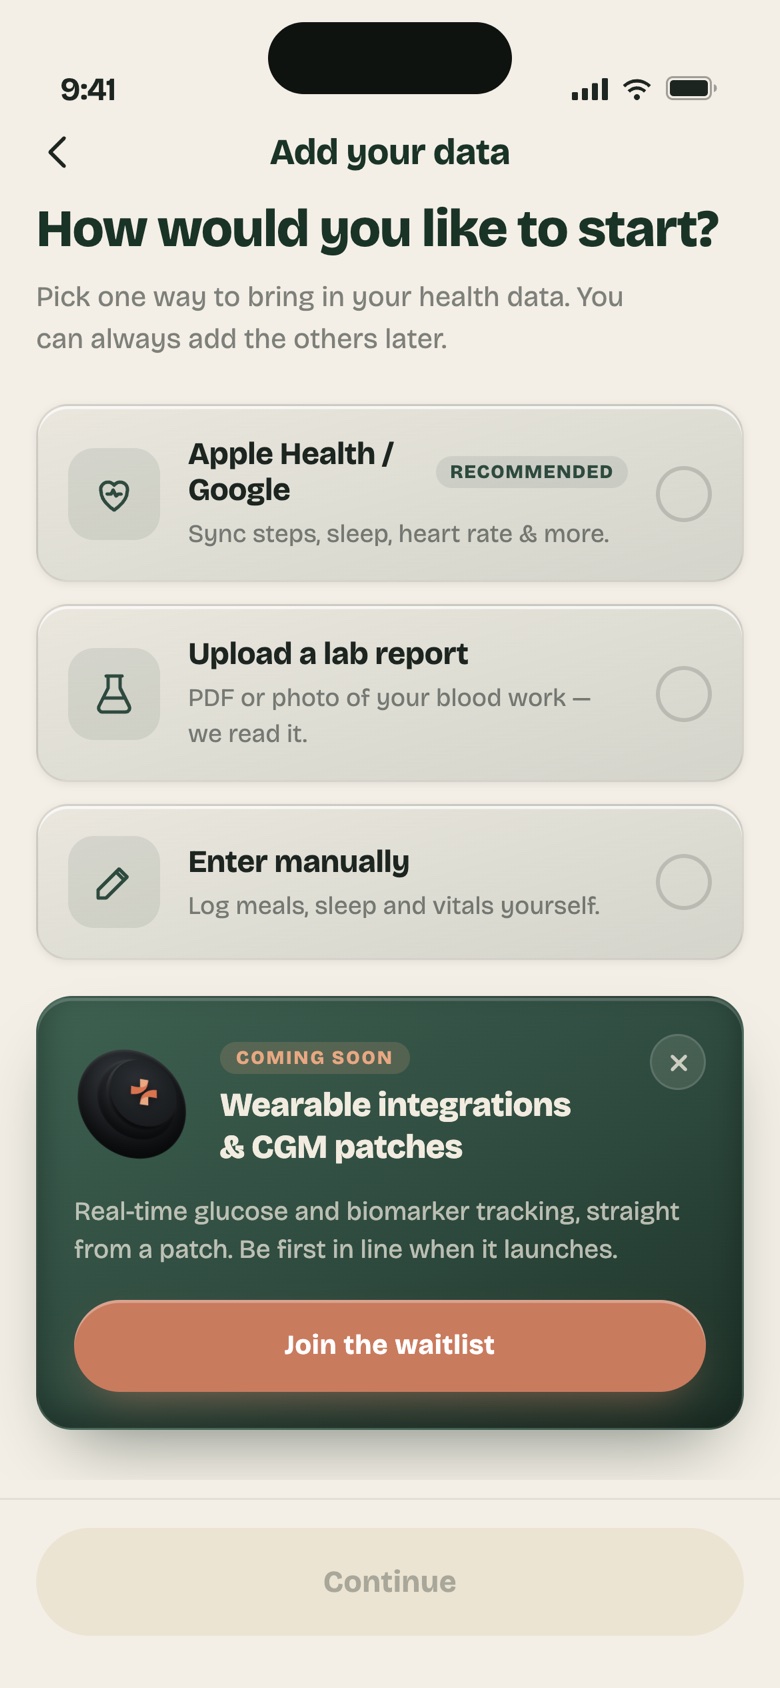 9:41
Add your data
How would you like to start?
Pick one way to bring in your health data. You
can always add the others later.
Apple Health /
Google
RECOMMENDED
Sync steps, sleep, heart rate & more.
Upload a lab report
PDF or photo of your blood work —
we read it.
Enter manually
Log meals, sleep and vitals yourself.
COMING SOON
Wearable integrations
& CGM patches
Real-time glucose and biomarker tracking, straight
from a patch. Be first in line when it launches.
Join the waitlist
Continue